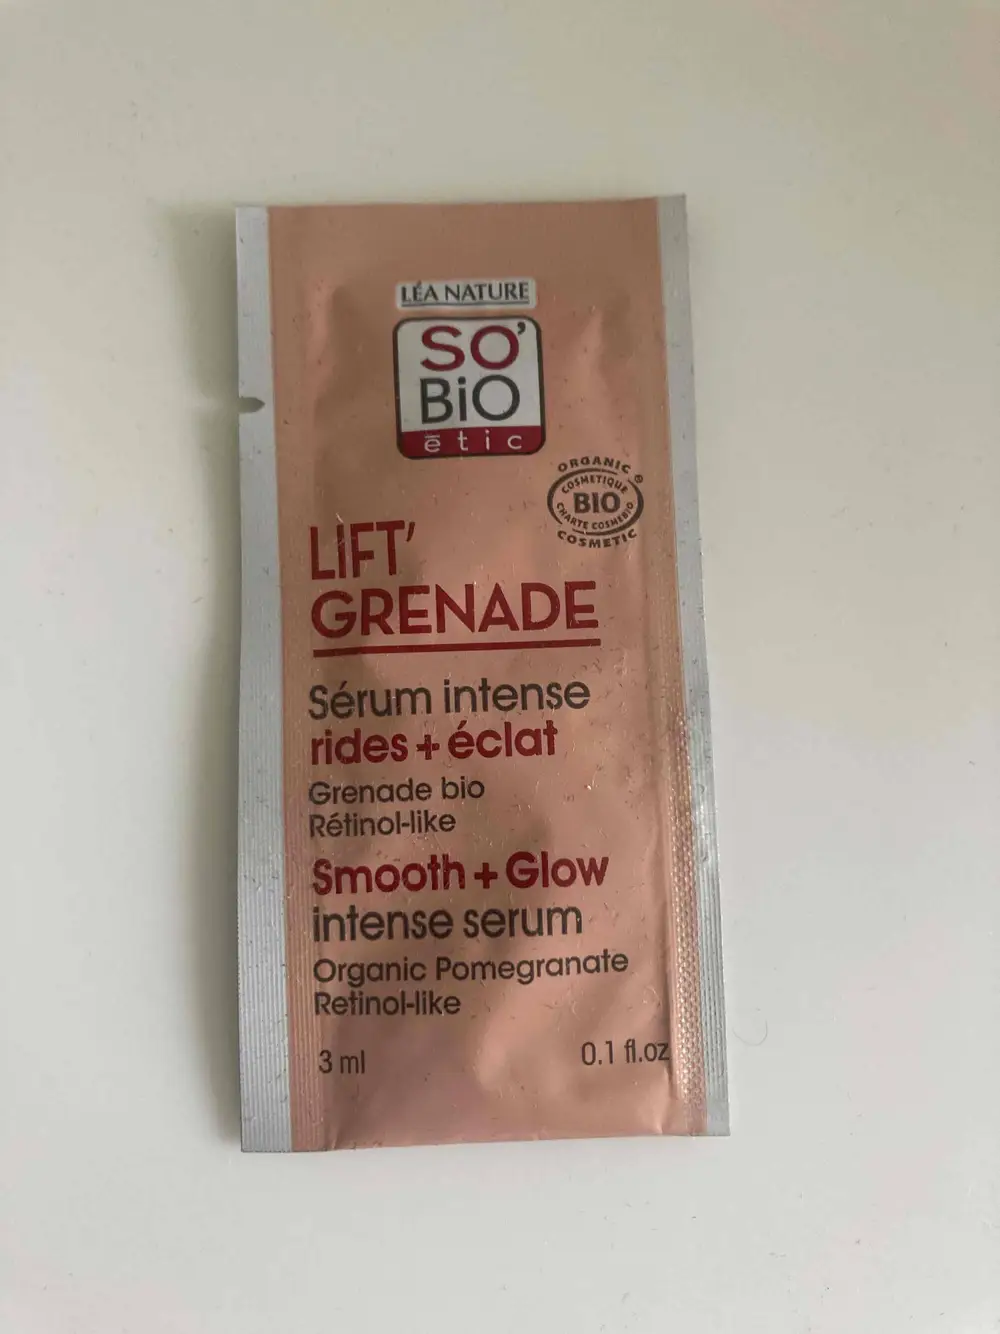 LÉA NATURE
SO'
BiO
ētic
ORGANIC ®
COSMETIQUE
BIO
CHARTE COSMEBIO
COSMETIC
LIFT'
GRENADE
Sérum intense
rides + éclat
Grenade bio
Rétinol-like
Smooth + Glow
intense serum
Organic Pomegranate
Retinol-like
3 ml 0.1 fl.oz